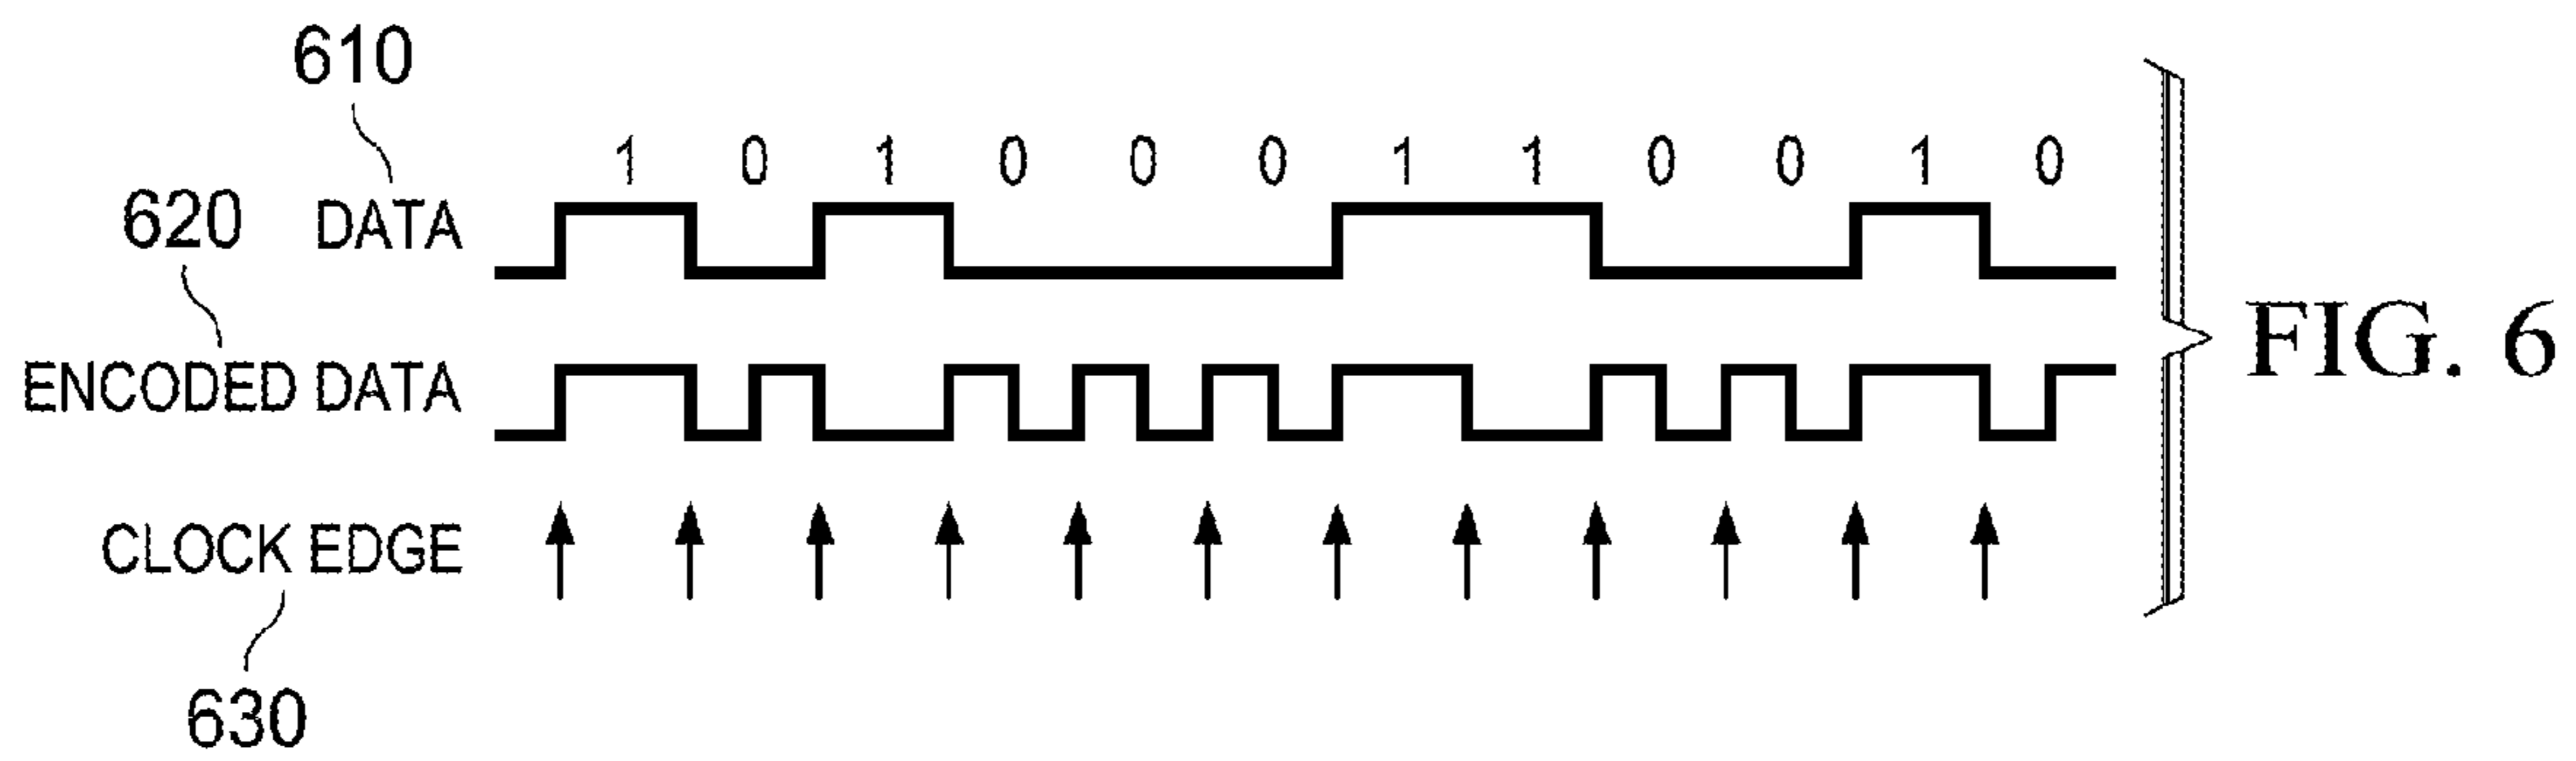 610
1 0 1 0 0 0 1 1 0 0 1 0
620 DATA
ENCODED DATA
FIG. 6
CLOCK EDGE
630